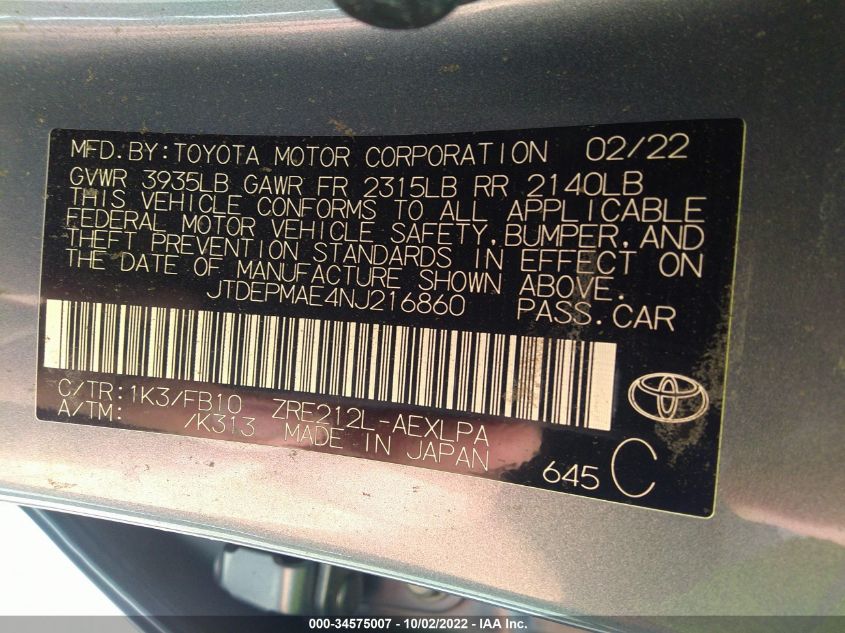 MFD.BY:TOYOTA MOTOR CORPORATION 02/22
GVWR 3935LB GAWR FR 2315LB RR 2140LB
THIS VEHICLE CONFORMS TO ALL APPLICABLE
FEDERAL MOTOR VEHICLE SAFETY,BUMPER,AND
THEFT PREVENTION STANDARDS IN EFFECT ON
THE DATE OF MANUFACTURE SHOWN ABOVE.
JTDEPMAE4NJ216860 PASS.CAR
C/TR:1K3/FB10 ZRE212L-AEXLPA
A/TM: /K313 MADE IN JAPAN
645 C
000-34575007 - 10/02/2022 - IAA Inc.